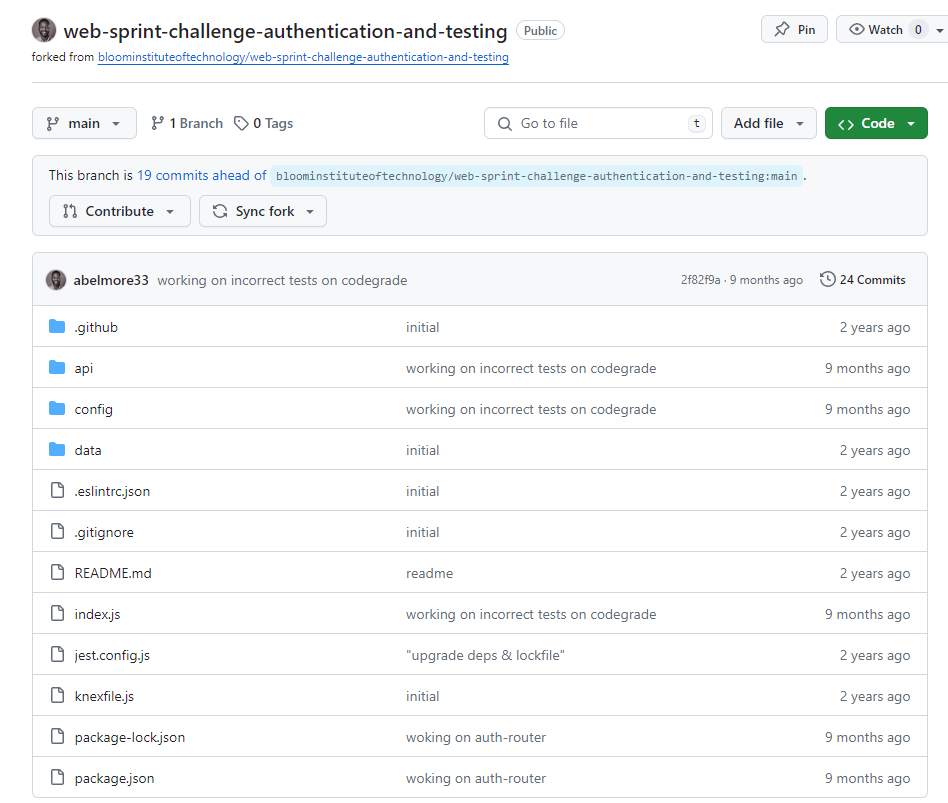 web-sprint-challenge-authentication-and-testing Public Pin Watch 0
forked from bloominstituteoftechnology/web-sprint-challenge-authentication-and-testing
main 1 Branch 0 Tags Go to file t Add file Code
This branch is 19 commits ahead of bloominstituteoftechnology/web-sprint-challenge-authentication-and-testing:main .
Contribute Sync fork
abelmore33 working on incorrect tests on codegrade 2f82f9a · 9 months ago 24 Commits
.github initial 2 years ago
api working on incorrect tests on codegrade 9 months ago
config working on incorrect tests on codegrade 9 months ago
data initial 2 years ago
.eslintrc.json initial 2 years ago
.gitignore initial 2 years ago
README.md readme 2 years ago
index.js working on incorrect tests on codegrade 9 months ago
jest.config.js "upgrade deps & lockfile" 2 years ago
knexfile.js initial 2 years ago
package-lock.json woking on auth-router 9 months ago
package.json woking on auth-router 9 months ago